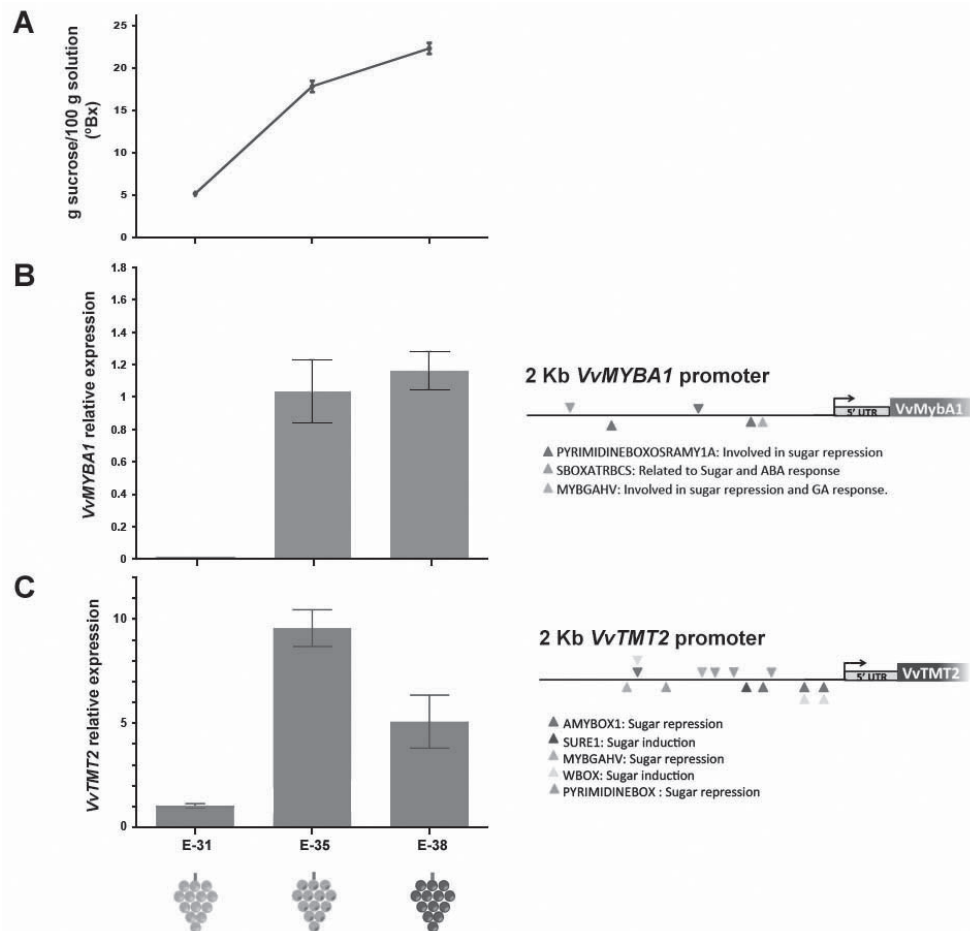 A
g sucrose/100 g solution
(ºBx)
25
20
15
10
5
0
B
VvMYBA1 relative expression
1.8
1.6
1.4
1.2
1
0.8
0.6
0.4
0.2
0
2 Kb VvMYBA1 promoter
5' UTR
VvMybA1
PYRIMIDINEBOXOSRAMY1A: Involved in sugar repression
SBOXATRBCS: Related to Sugar and ABA response
MYBGAHV: Involved in sugar repression and GA response.
C
VvTMT2 relative expression
10
5
0
2 Kb VvTMT2 promoter
5' UTR
VvTMT2
AMYBOX1: Sugar repression
SURE1: Sugar induction
MYBGAHV: Sugar repression
WBOX: Sugar induction
PYRIMIDINEBOX : Sugar repression
E-31
E-35
E-38